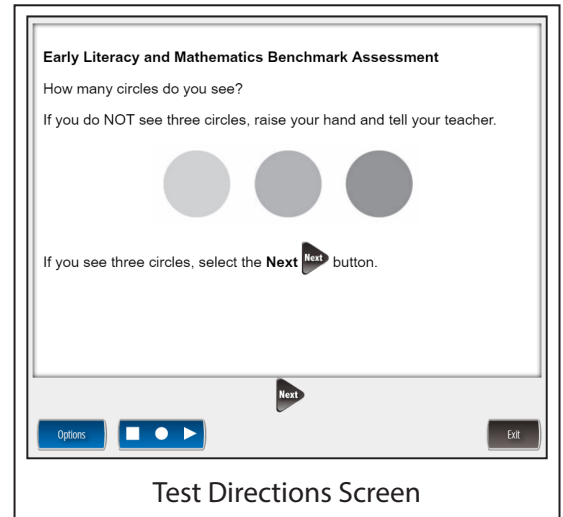 Early Literacy and Mathematics Benchmark Assessment
How many circles do you see?
If you do NOT see three circles, raise your hand and tell your teacher.
If you see three circles, select the Next Next button.
Next
Options
Exit
Test Directions Screen